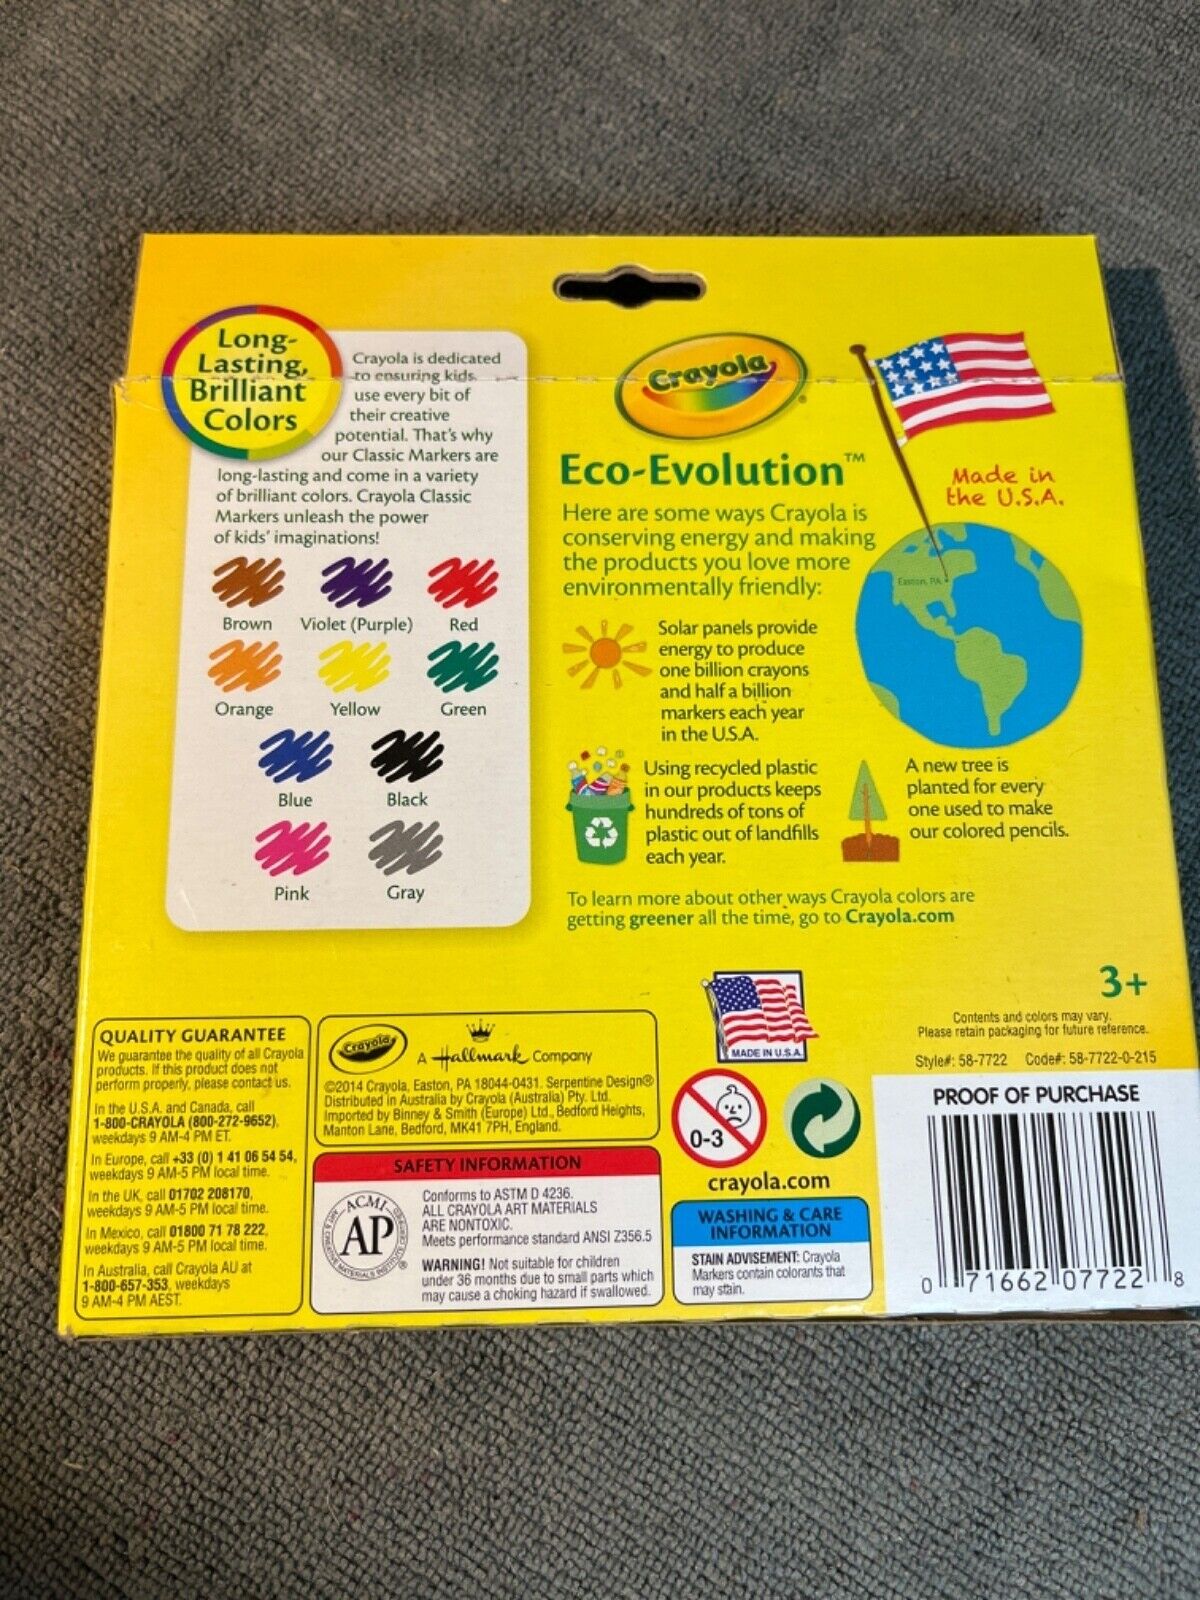 Long-
Lasting,
Brilliant
Colors
Crayola is dedicated
to ensuring kids
use every bit of
their creative
potential. That's why
our Classic Markers are
long-lasting and come in a variety
of brilliant colors. Crayola Classic
Markers unleash the power
of kids' imaginations!
Brown Violet (Purple) Red
Orange Yellow Green
Blue Black
Pink Gray
Crayola®
Eco-Evolution™
Here are some ways Crayola is
conserving energy and making
the products you love more
environmentally friendly:
Made in
the U.S.A.
Easton, PA
Solar panels provide
energy to produce
one billion crayons
and half a billion
markers each year
in the U.S.A.
Using recycled plastic
in our products keeps
hundreds of tons of
plastic out of landfills
each year.
A new tree is
planted for every
one used to make
our colored pencils.
To learn more about other ways Crayola colors are
getting greener all the time, go to Crayola.com
3+
Contents and colors may vary.
Please retain packaging for future reference.
Style#: 58-7722 Code#: 58-7722-0-215
QUALITY GUARANTEE
We guarantee the quality of all Crayola
products. If this product does not
perform properly, please contact us.
In the U.S.A. and Canada, call
1-800-CRAYOLA (800-272-9652),
weekdays 9 AM-4 PM ET.
In Europe, call +33 (0) 1 41 06 54 54,
weekdays 9 AM-5 PM local time.
In the UK, call 01702 208170,
weekdays 9 AM-5 PM local time.
In Mexico, call 01800 71 78 222,
weekdays 9 AM-5 PM local time.
In Australia, call Crayola AU at
1-800-657-353, weekdays
9 AM-4 PM AEST.
Crayola A Hallmark Company
©2014 Crayola, Easton, PA 18044-0431. Serpentine Design®
Distributed in Australia by Crayola (Australia) Pty. Ltd.
Imported by Binney & Smith (Europe) Ltd., Bedford Heights,
Manton Lane, Bedford, MK41 7PH, England.
SAFETY INFORMATION
ACMI
AP
ART & CREATIVE MATERIALS INSTITUTE CERTIFIED
®
Conforms to ASTM D 4236.
ALL CRAYOLA ART MATERIALS
ARE NONTOXIC.
Meets performance standard ANSI Z356.5
WARNING! Not suitable for children
under 36 months due to small parts which
may cause a choking hazard if swallowed.
MADE IN U.S.A.
0-3
crayola.com
WASHING & CARE
INFORMATION
STAIN ADVISEMENT: Crayola
Markers contain colorants that
may stain.
PROOF OF PURCHASE
0 71662 07722 8